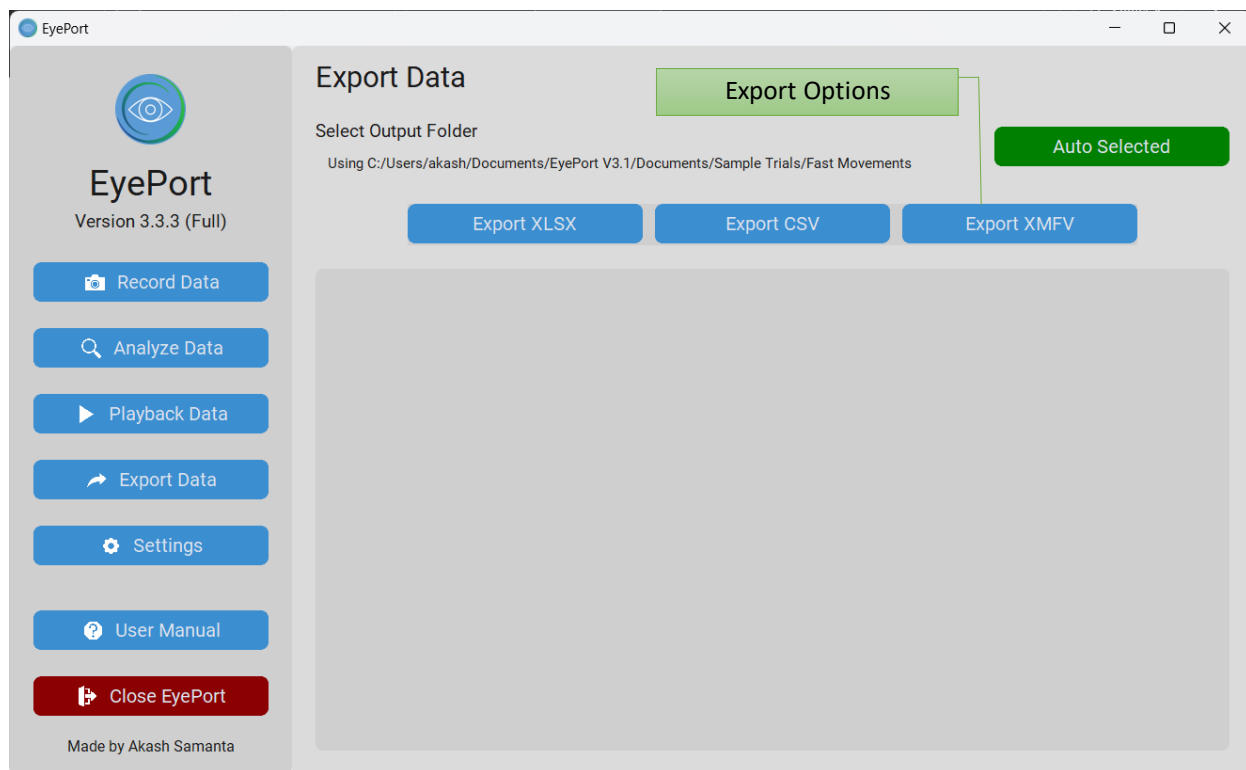 EyePort
EyePort
Version 3.3.3 (Full)
Record Data
Analyze Data
Playback Data
Export Data
Settings
User Manual
Close EyePort
Made by Akash Samanta
Export Data
Export Options
Select Output Folder
Using C:/Users/akash/Documents/EyePort V3.1/Documents/Sample Trials/Fast Movements
Auto Selected
Export XLSX
Export CSV
Export XMFV